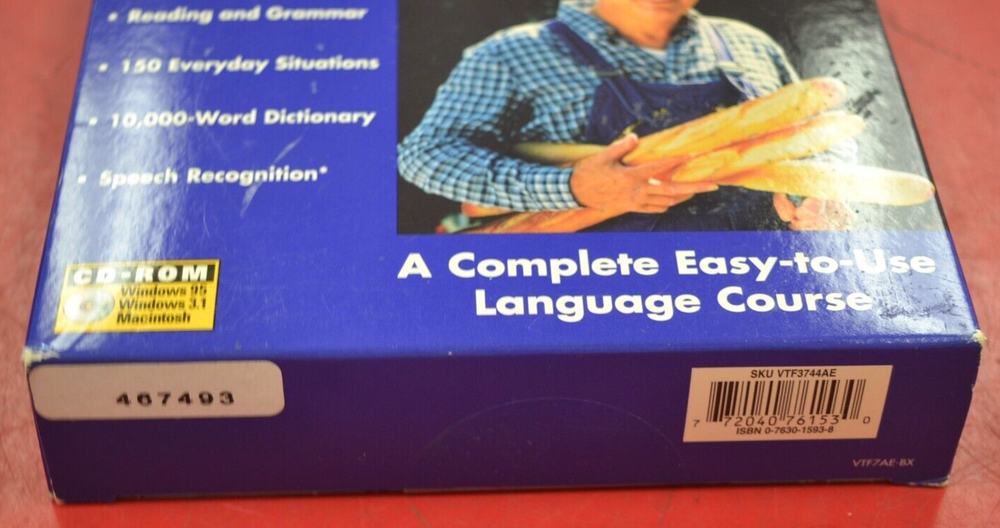 • Reading and Grammar
• 150 Everyday Situations
• 10,000-Word Dictionary
• Speech Recognition*
CD-ROM
Windows 95
Windows 3.1
Macintosh
A Complete Easy-to-Use
Language Course
467493
SKU VTF3744AE
7 72040 76153 0
ISBN 0-7630-1593-8
VTF7AE-BX